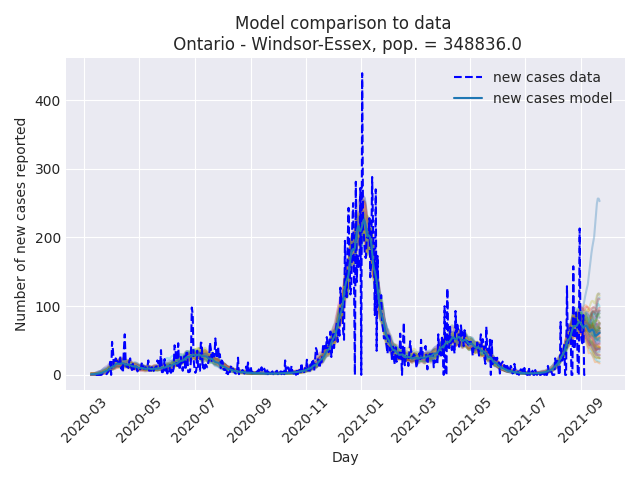 Model comparison to data
Ontario - Windsor-Essex, pop. = 348836.0
new cases data
new cases model
Number of new cases reported
400
300
200
100
0
2020-03
2020-05
2020-07
2020-09
2020-11
2021-01
2021-03
2021-05
2021-07
2021-09
Day